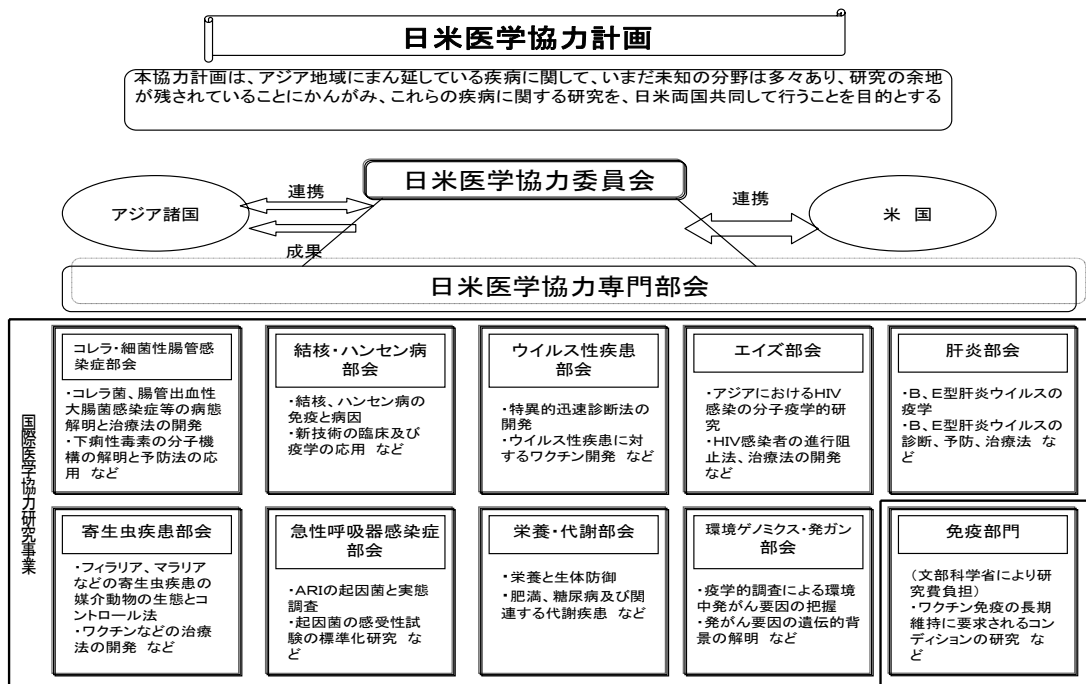 日米医学協力計画
本協力計画は、アジア地域にまん延している疾病に関して、いまだ未知の分野は多々あり、研究の余地
が残されていることにかんがみ、これらの疾病に関する研究を、日米両国共同して行うことを目的とする
日米医学協力委員会
アジア諸国
連携
成果
連携
米 国
日米医学協力専門部会
国際医学協力研究事業
コレラ・細菌性腸管感
染症部会
・コレラ菌、腸管出血性
大腸菌感染症等の病態
解明と治療法の開発
・下痢性毒素の分子機
構の解明と予防法の応
用 など
結核・ハンセン病
部会
・結核、ハンセン病の
免疫と病因
・新技術の臨床及び
疫学の応用 など
ウイルス性疾患
部会
・特異的迅速診断法の
開発
・ウイルス性疾患に対
するワクチン開発 など
エイズ部会
・アジアにおけるHIV
感染の分子疫学的研
究
・HIV感染者の進行阻
止法、治療法の開発
など
肝炎部会
・B、E型肝炎ウイルスの
疫学
・B、E型肝炎ウイルスの
診断、予防、治療法 な
ど
寄生虫疾患部会
・フィラリア、マラリア
などの寄生虫疾患の
媒介動物の生態とコ
ントロール法
・ワクチンなどの治療
法の開発 など
急性呼吸器感染症
部会
・ARIの起因菌と実態
調査
・起因菌の感受性試
験の標準化研究 な
ど
栄養・代謝部会
・栄養と生体防御
・肥満、糖尿病及び関
連する代謝疾患 など
環境ゲノミクス・発ガン
部会
・疫学的調査による環境
中発がん要因の把握
・発がん要因の遺伝的背
景の解明 など
免疫部門
（文部科学省により研
究費負担）
・ワクチン免疫の長期
維持に要求されるコン
ディションの研究 な
ど